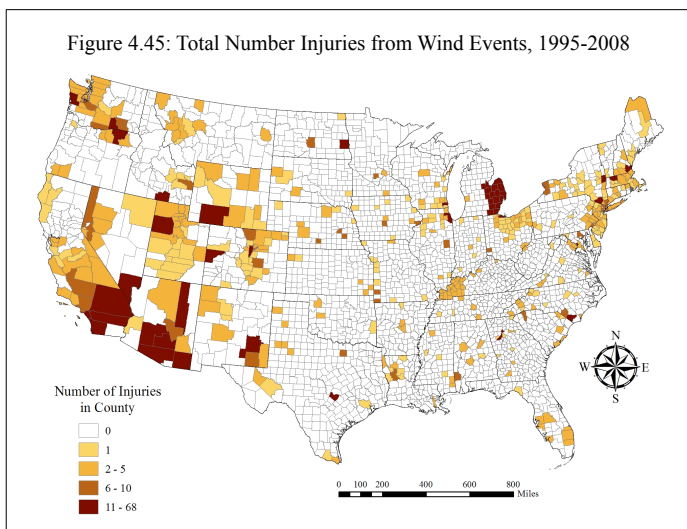 Figure 4.45: Total Number Injuries from Wind Events, 1995-2008
N
W E
S
Number of Injuries
in County
0
1
2 - 5
6 - 10
11 - 68
0 100 200 400 600 800
Miles